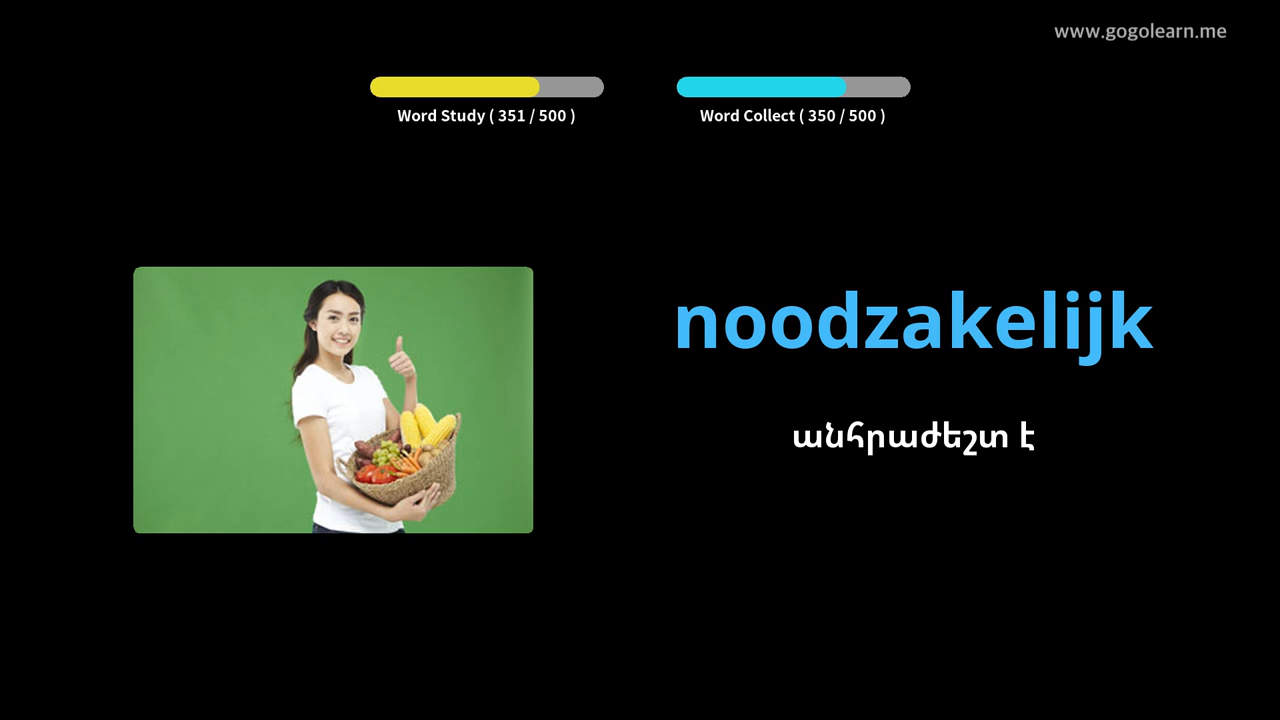 www.gogolearn.me
Word Study ( 351 / 500 )
Word Collect ( 350 / 500 )
noodzakelijk
անհրաժեշտ է